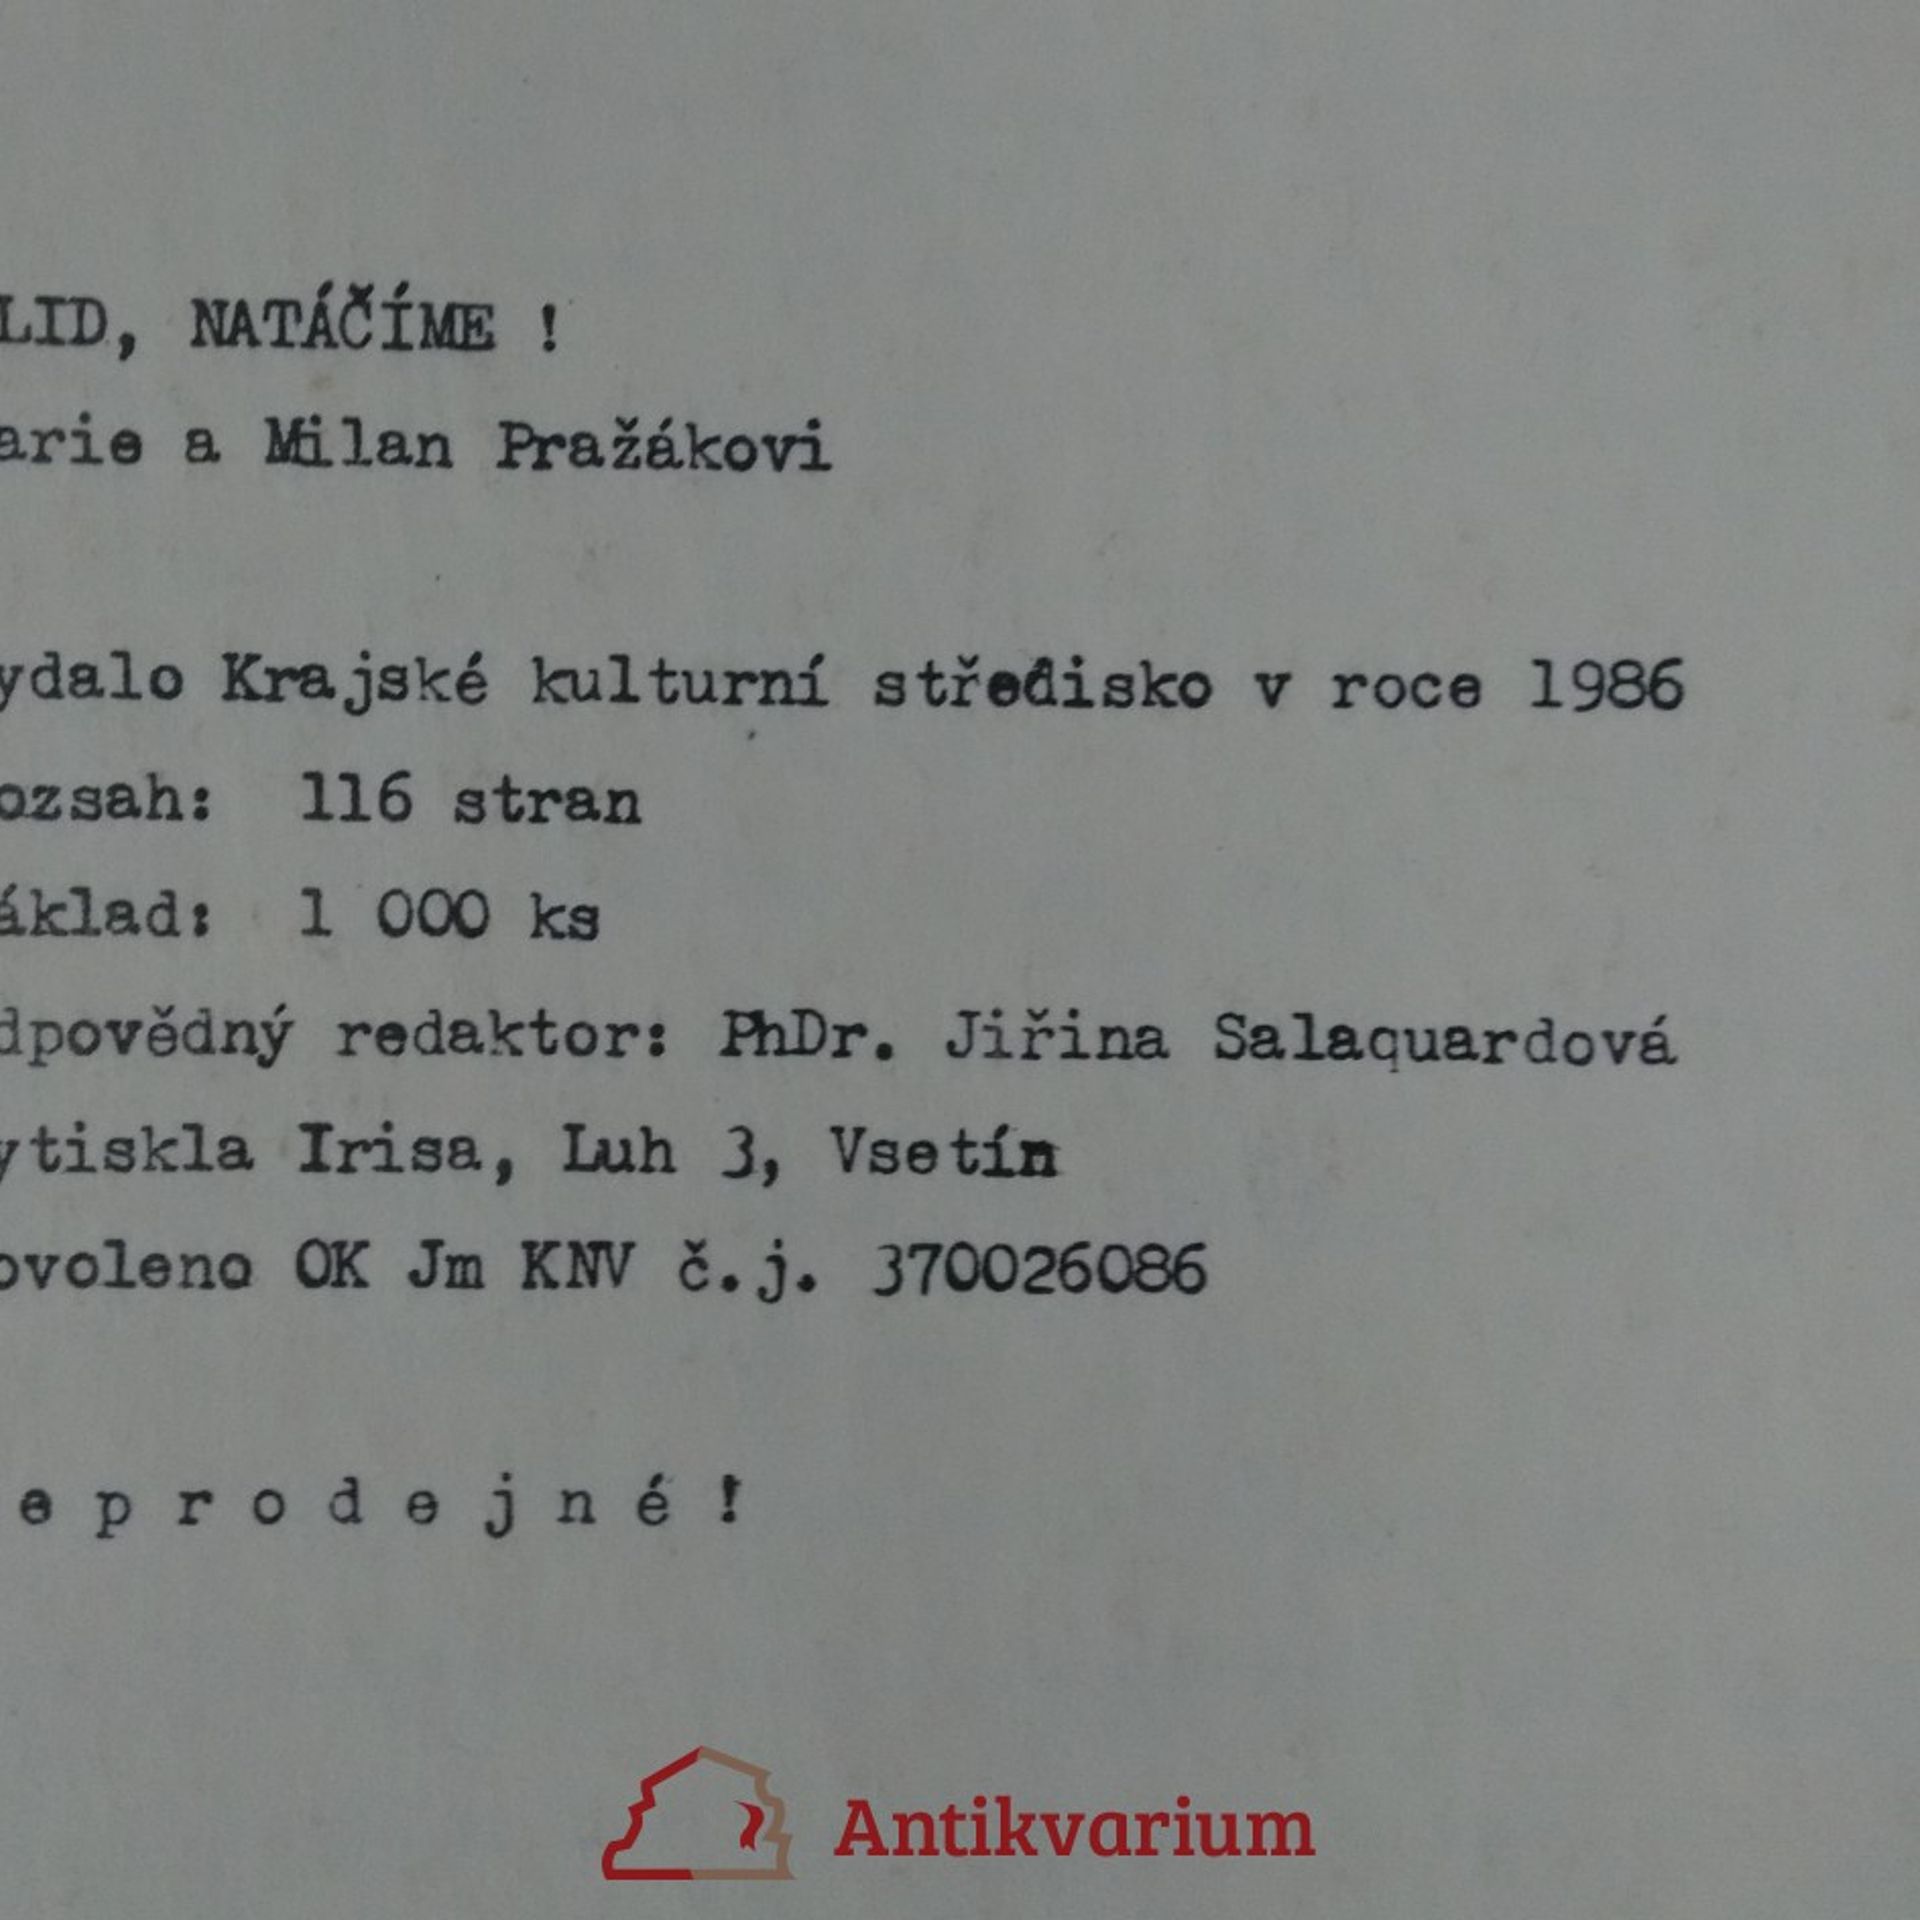 LID, NATÁČÍME !
arie a Milan Pražákovi
ydalo Krajské kulturní středisko v roce 1986
ozsah: 116 stran
áklad: 1 000 ks
dpovědný redaktor: PhDr. Jiřina Salaquardová
ytiskla Irisa, Luh 3, Vsetín
ovoleno OK Jm KNV č.j. 370026086
e p r o d e j n é !
Antikvarium